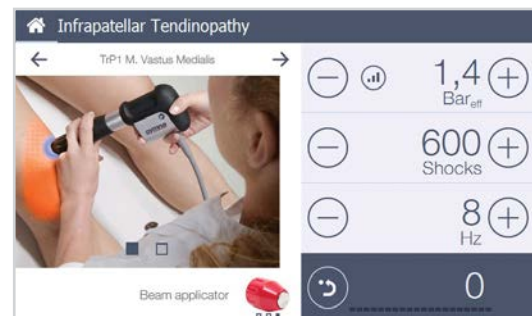 Infrapatellar Tendinopathy
TrP1 M. Vastus Medialis
Beam applicator
1,4
Bar eff
600
Shocks
8
Hz
0